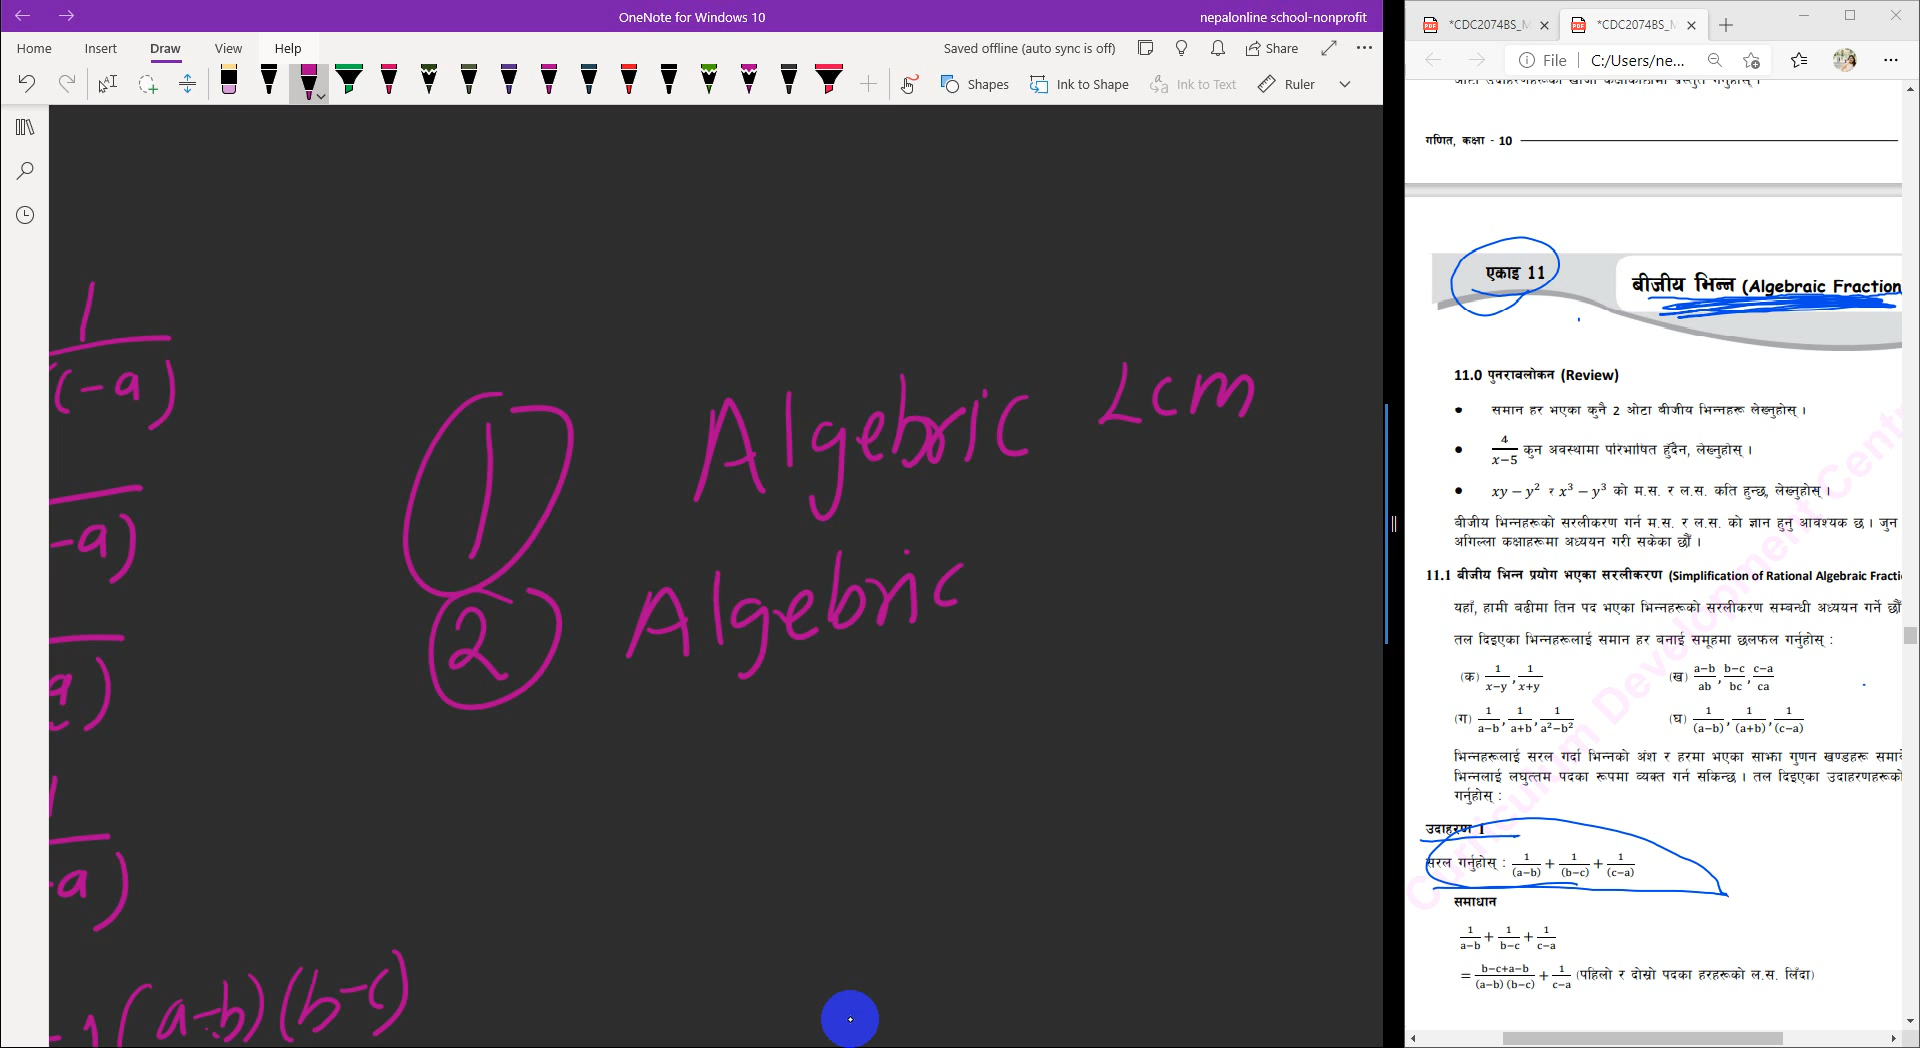 OneNote for Windows 10
nepalonline school-nonprofit
Home Insert Draw View Help
Saved offline (auto sync is off) Share
Shapes Ink to Shape Ink to Text Ruler
1
(-a)
-a)
a)
1
-a)
-1(a-b)(b-c)
1 Algebric Lcm
2 Algebric
*CDC2074BS_M *CDC2074BS_M
File C:/Users/ne...
गणित, कक्षा - 10
एकाइ 11
बीजीय भिन्न (Algebraic Fraction
11.0 पुनरावलोकन (Review)
• समान हर भएका कुनै 2 ओटा बीजीय भिन्नहरू लेख्नुहोस् ।
• 4/(x−5) कुन अवस्थामा परिभाषित हुँदैन, लेख्नुहोस् ।
• xy − y² र x³ − y³ को म.स. र ल.स. कति हुन्छ, लेख्नुहोस् ।
बीजीय भिन्नहरूको सरलीकरण गर्न म.स. र ल.स. को ज्ञान हुनु आवश्यक छ । जुन
अगिल्ला कक्षाहरूमा अध्ययन गरी सकेका छौँ ।
11.1 बीजीय भिन्न प्रयोग भएका सरलीकरण (Simplification of Rational Algebraic Fracti
यहाँ, हामी बढीमा तिन पद भएका भिन्नहरूको सरलीकरण सम्बन्धी अध्ययन गर्ने छौँ
तल दिइएका भिन्नहरूलाई समान हर बनाई समूहमा छलफल गर्नुहोस् :
(क) 1/(x−y), 1/(x+y) (ख) (a−b)/ab, (b−c)/bc, (c−a)/ca
(ग) 1/(a−b), 1/(a+b), 1/(a²−b²) (घ) 1/(a−b), 1/(a+b), 1/(c−a)
भिन्नहरूलाई सरल गर्दा भिन्नको अंश र हरमा भएका साझा गुणन खण्डहरू
भिन्नलाई लघुत्तम पदका रूपमा व्यक्त गर्न सकिन्छ । तल दिइएका उदाहरणहरूको
गर्नुहोस् :
उदाहरण 1
सरल गर्नुहोस् : 1/(a−b) + 1/(b−c) + 1/(c−a)
समाधान
1/(a−b) + 1/(b−c) + 1/(c−a)
= (b−c+a−b)/((a−b)(b−c)) + 1/(c−a) (पहिलो र दोस्रो पदका हरहरूको ल.स. लिँदा)
Curriculum Development Centr